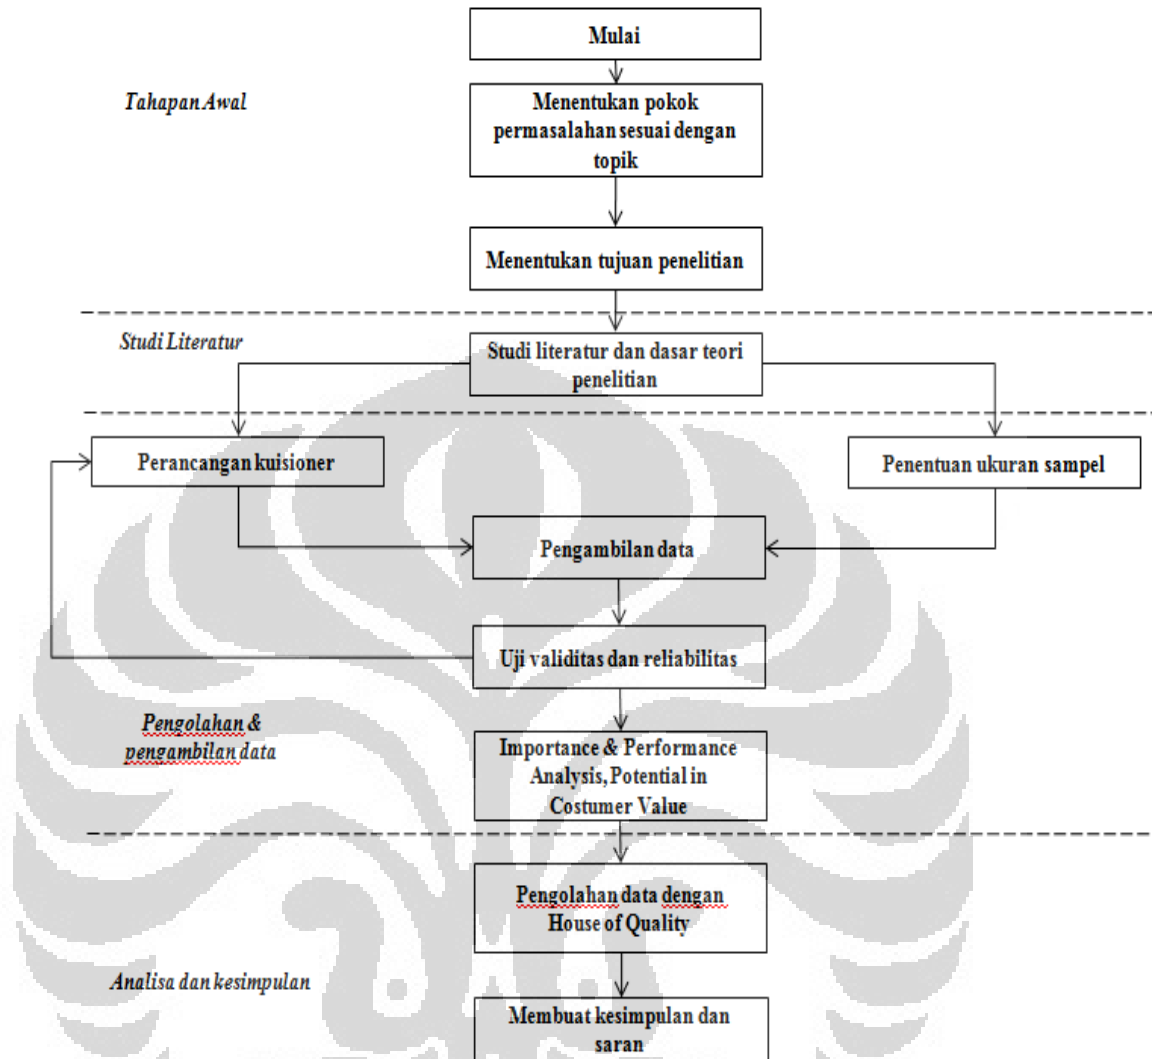 Mulai
Tahapan Awal
Menentukan pokok
permasalahan sesuai dengan
topik
Menentukan tujuan penelitian
Studi Literatur
Studi literatur dan dasar teori
penelitian
Perancangan kuisioner
Penentuan ukuran sampel
Pengambilan data
Uji validitas dan reliabilitas
Pengolahan &
pengambilan data
Importance & Performance
Analysis, Potential in
Costumer Value
Pengolahan data dengan
House of Quality
Analisa dan kesimpulan
Membuat kesimpulan dan
saran